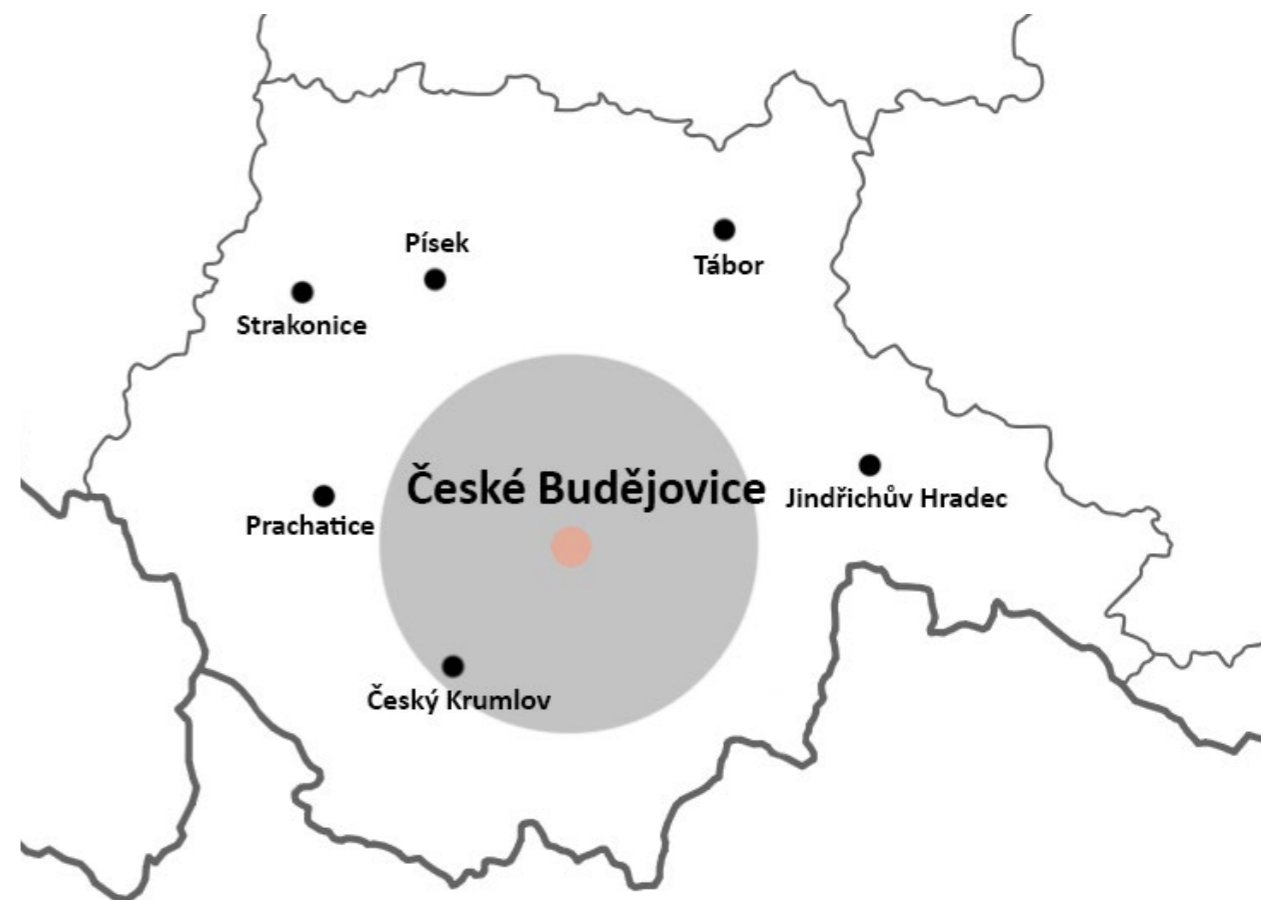 Písek
Tábor
Strakonice
České Budějovice
Jindřichův Hradec
Prachatice
Český Krumlov